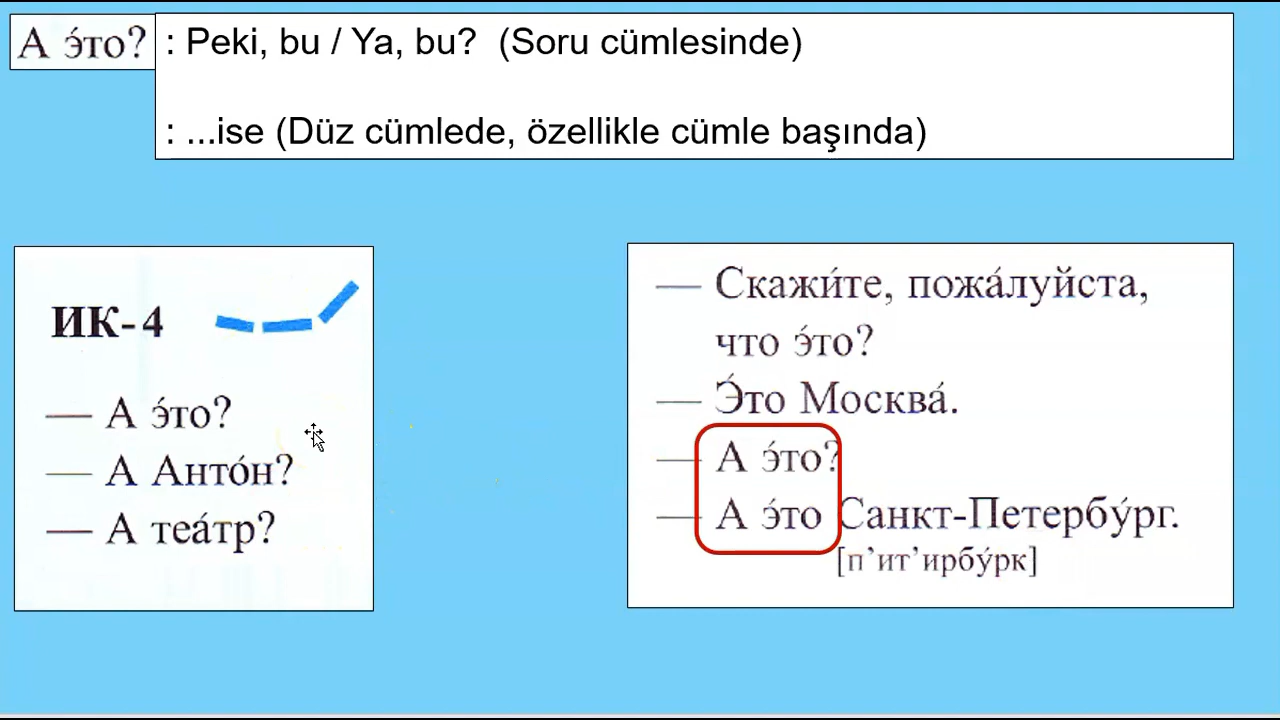 А э́то? : Peki, bu / Ya, bu? (Soru cümlesinde)
: ...ise (Düz cümlede, özellikle cümle başında)
ИК-4
— А э́то?
— А Анто́н?
— А теа́тр?
— Скажи́те, пожа́луйста,
что э́то?
— Э́то Москва́.
— А э́то?
— А э́то Санкт-Петербу́рг.
[п’ит’ирбу́рк]